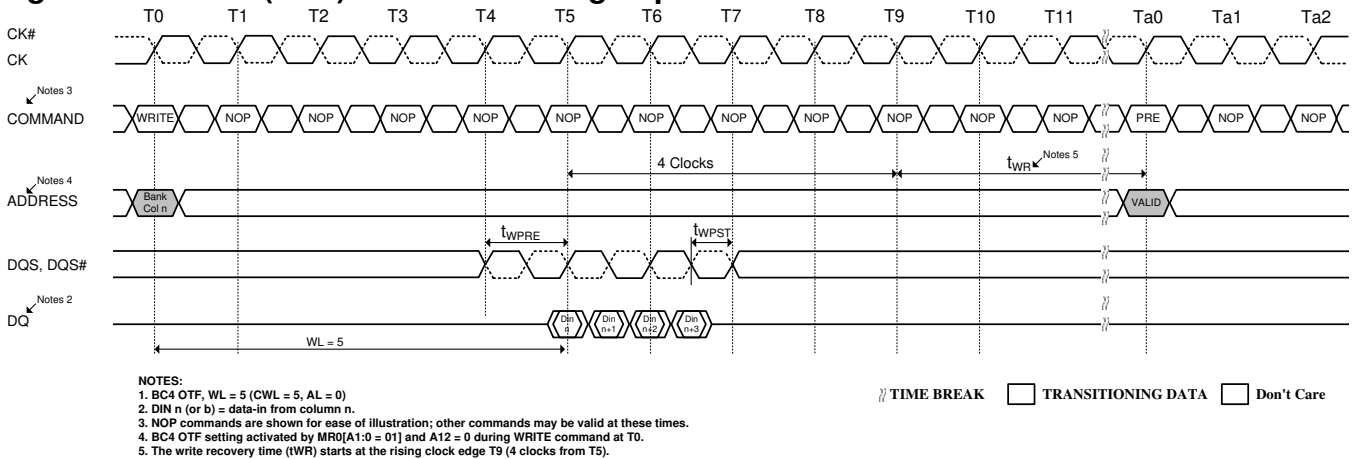 T0 T1 T2 T3 T4 T5 T6 T7 T8 T9 T10 T11 Ta0 Ta1 Ta2
CK#
CK
Notes 3
COMMAND
WRITE NOP NOP NOP NOP NOP NOP NOP NOP NOP NOP NOP PRE NOP NOP
4 Clocks
tWR Notes 5
Notes 4
ADDRESS
Bank
Col n
VALID
tWPRE
tWPST
DQS, DQS#
Notes 2
DQ
Din Din Din Din
n n+1 n+2 n+3
WL = 5
NOTES:
1. BC4 OTF, WL = 5 (CWL = 5, AL = 0)
2. DIN n (or b) = data-in from column n.
3. NOP commands are shown for ease of illustration; other commands may be valid at these times.
4. BC4 OTF setting activated by MR0[A1:0 = 01] and A12 = 0 during WRITE command at T0.
5. The write recovery time (tWR) starts at the rising clock edge T9 (4 clocks from T5).
TIME BREAK TRANSITIONING DATA Don't Care